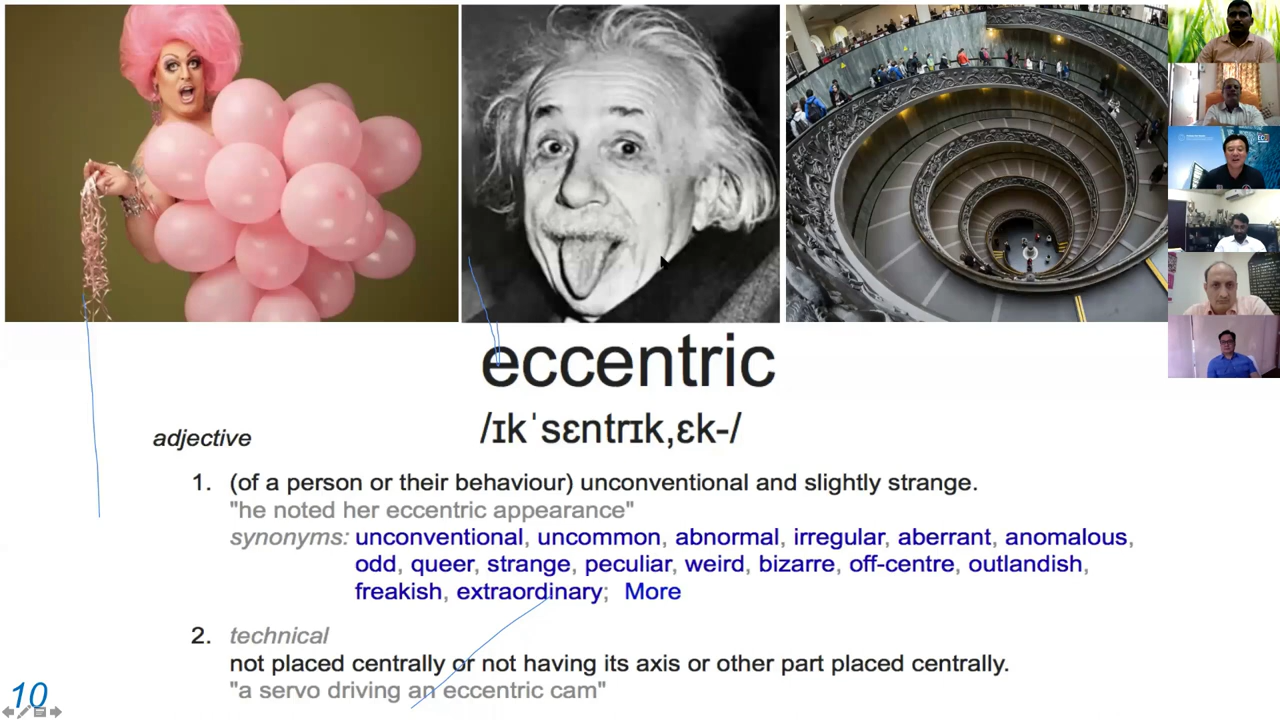 eccentric
/ɪkˈsɛntrɪk,ɛk-/
adjective
1. (of a person or their behaviour) unconventional and slightly strange.
"he noted her eccentric appearance"
synonyms: unconventional, uncommon, abnormal, irregular, aberrant, anomalous,
odd, queer, strange, peculiar, weird, bizarre, off-centre, outlandish,
freakish, extraordinary; More
2. technical
not placed centrally or not having its axis or other part placed centrally.
"a servo driving an eccentric cam"
10